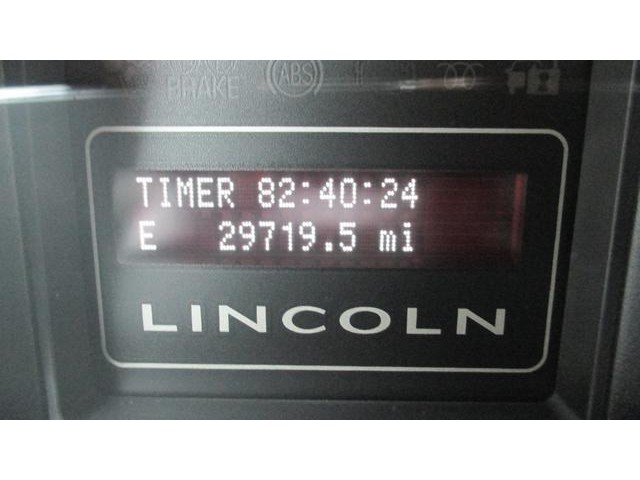 BRAKE (ABS)
TIMER 82:40:24
E 29719.5 mi
LINCOLN